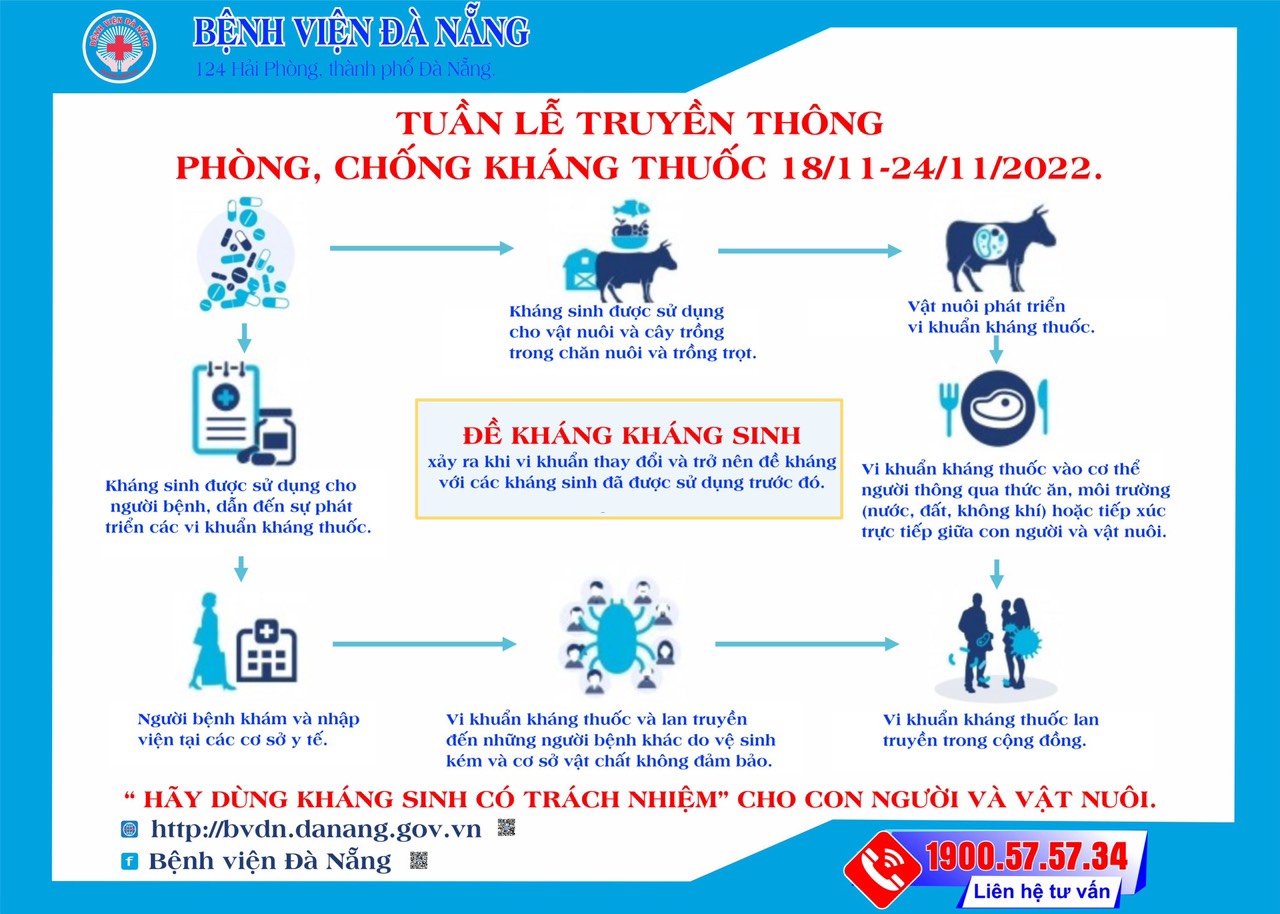 BỆNH VIỆN ĐÀ NẴNG
124 Hải Phòng, thành phố Đà Nẵng.
TUẦN LỄ TRUYỀN THÔNG
PHÒNG, CHỐNG KHÁNG THUỐC 18/11-24/11/2022.
Kháng sinh được sử dụng
cho vật nuôi và cây trồng
trong chăn nuôi và trồng trọt.
Vật nuôi phát triển
vi khuẩn kháng thuốc.
Kháng sinh được sử dụng cho
người bệnh, dẫn đến sự phát
triển các vi khuẩn kháng thuốc.
ĐỀ KHÁNG KHÁNG SINH
xảy ra khi vi khuẩn thay đổi và trở nên đề kháng
với các kháng sinh đã được sử dụng trước đó.
Vi khuẩn kháng thuốc vào cơ thể
người thông qua thức ăn, môi trường
(nước, đất, không khí) hoặc tiếp xúc
trực tiếp giữa con người và vật nuôi.
Người bệnh khám và nhập
viện tại các cơ sở y tế.
Vi khuẩn kháng thuốc và lan truyền
đến những người bệnh khác do vệ sinh
kém và cơ sở vật chất không đảm bảo.
Vi khuẩn kháng thuốc lan
truyền trong cộng đồng.
“ HÃY DÙNG KHÁNG SINH CÓ TRÁCH NHIỆM” CHO CON NGƯỜI VÀ VẬT NUÔI.
http://bvdn.danang.gov.vn
Bệnh viện Đà Nẵng
1900.57.57.34
Liên hệ tư vấn